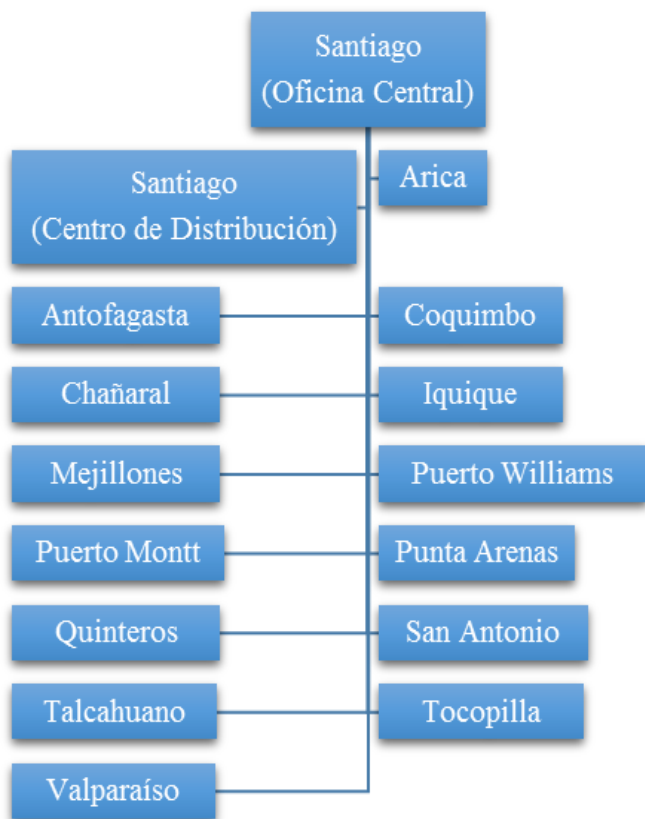 Santiago
(Oficina Central)
Santiago
(Centro de Distribución)
Arica
Antofagasta
Coquimbo
Chañaral
Iquique
Mejillones
Puerto Williams
Puerto Montt
Punta Arenas
Quinteros
San Antonio
Talcahuano
Tocopilla
Valparaíso